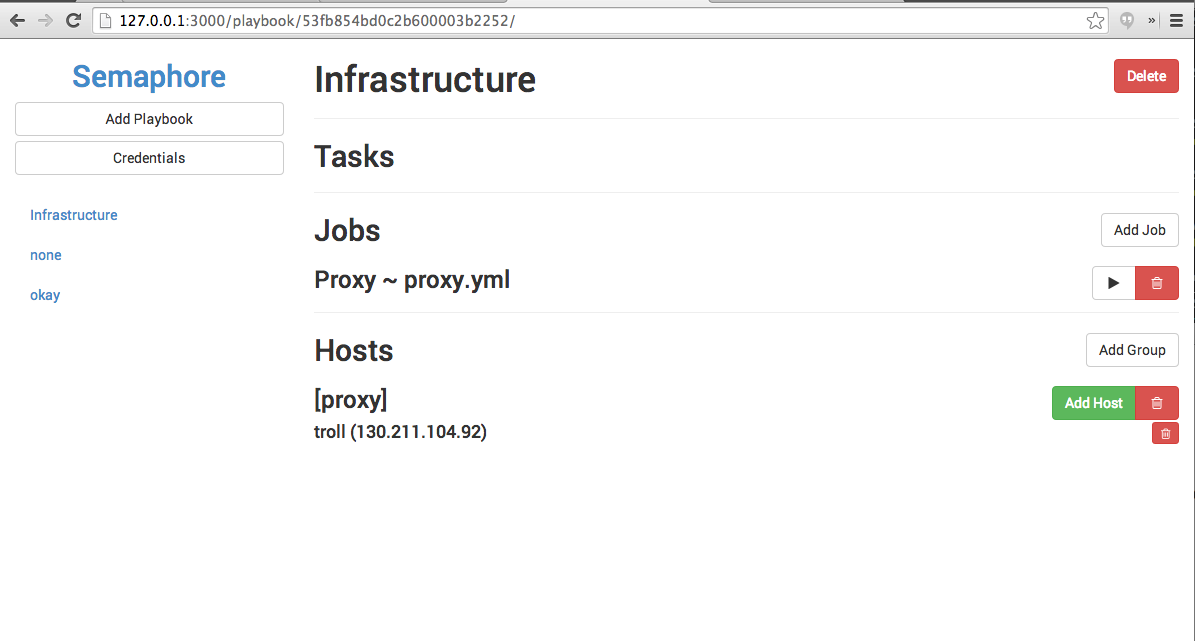 127.0.0.1:3000/playbook/53fb854bd0c2b600003b2252/
Semaphore
Add Playbook
Credentials
Infrastructure
none
okay
Infrastructure
Delete
Tasks
Jobs
Add Job
Proxy ~ proxy.yml
Hosts
Add Group
[proxy]
Add Host
troll (130.211.104.92)